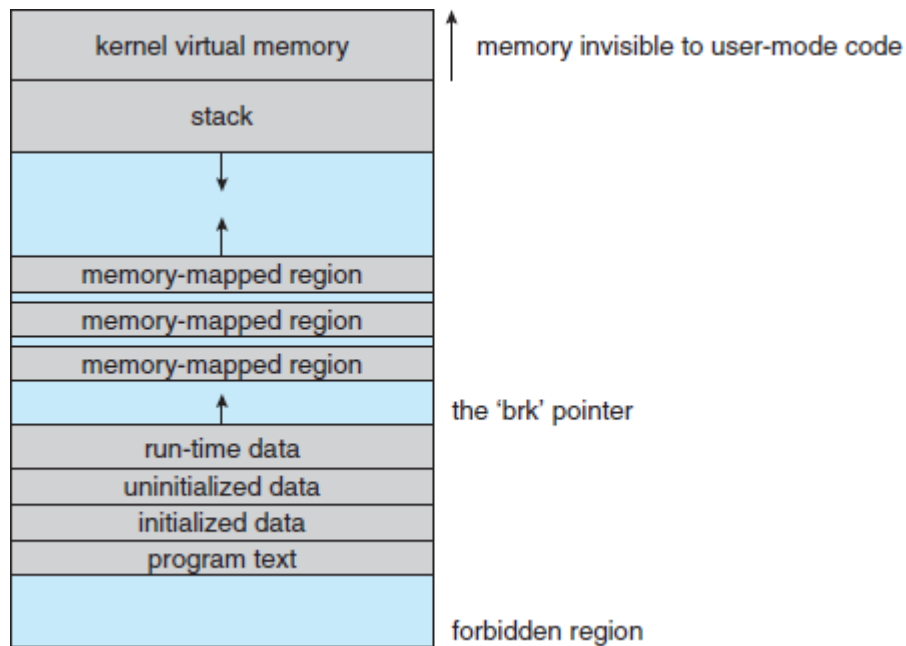 kernel virtual memory
memory invisible to user-mode code
stack
memory-mapped region
memory-mapped region
memory-mapped region
the ‘brk’ pointer
run-time data
uninitialized data
initialized data
program text
forbidden region